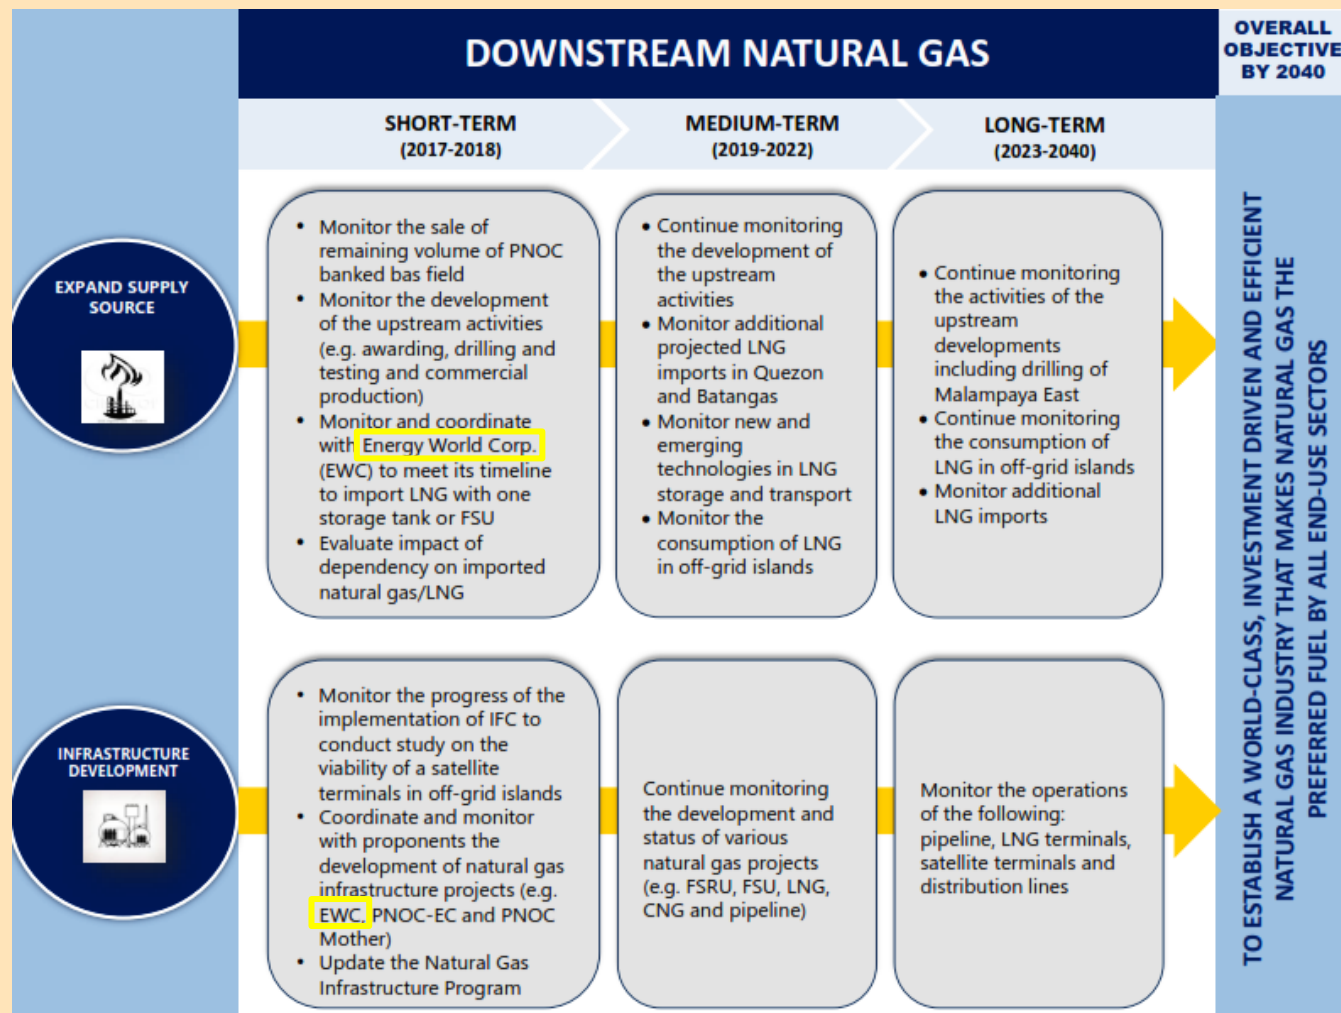 DOWNSTREAM NATURAL GAS
OVERALL
OBJECTIVE
BY 2040
SHORT-TERM
(2017-2018)
MEDIUM-TERM
(2019-2022)
LONG-TERM
(2023-2040)
EXPAND SUPPLY
SOURCE
• Monitor the sale of
remaining volume of PNOC
banked bas field
• Monitor the development
of the upstream activities
(e.g. awarding, drilling and
testing and commercial
production)
• Monitor and coordinate
with Energy World Corp.
(EWC) to meet its timeline
to import LNG with one
storage tank or FSU
• Evaluate impact of
dependency on imported
natural gas/LNG
• Continue monitoring
the development of
the upstream
activities
• Monitor additional
projected LNG
imports in Quezon
and Batangas
• Monitor new and
emerging
technologies in LNG
storage and transport
• Monitor the
consumption of LNG
in off-grid islands
• Continue monitoring
the activities of the
upstream
developments
including drilling of
Malampaya East
• Continue monitoring
the consumption of
LNG in off-grid islands
• Monitor additional
LNG imports
INFRASTRUCTURE
DEVELOPMENT
• Monitor the progress of the
implementation of IFC to
conduct study on the
viability of a satellite
terminals in off-grid islands
• Coordinate and monitor
with proponents the
development of natural gas
infrastructure projects (e.g.
EWC, PNOC-EC and PNOC
Mother)
• Update the Natural Gas
Infrastructure Program
Continue monitoring
the development and
status of various
natural gas projects
(e.g. FSRU, FSU, LNG,
CNG and pipeline)
Monitor the operations
of the following:
pipeline, LNG terminals,
satellite terminals and
distribution lines
TO ESTABLISH A WORLD-CLASS, INVESTMENT DRIVEN AND EFFICIENT
NATURAL GAS INDUSTRY THAT MAKES NATURAL GAS THE
PREFERRED FUEL BY ALL END-USE SECTORS